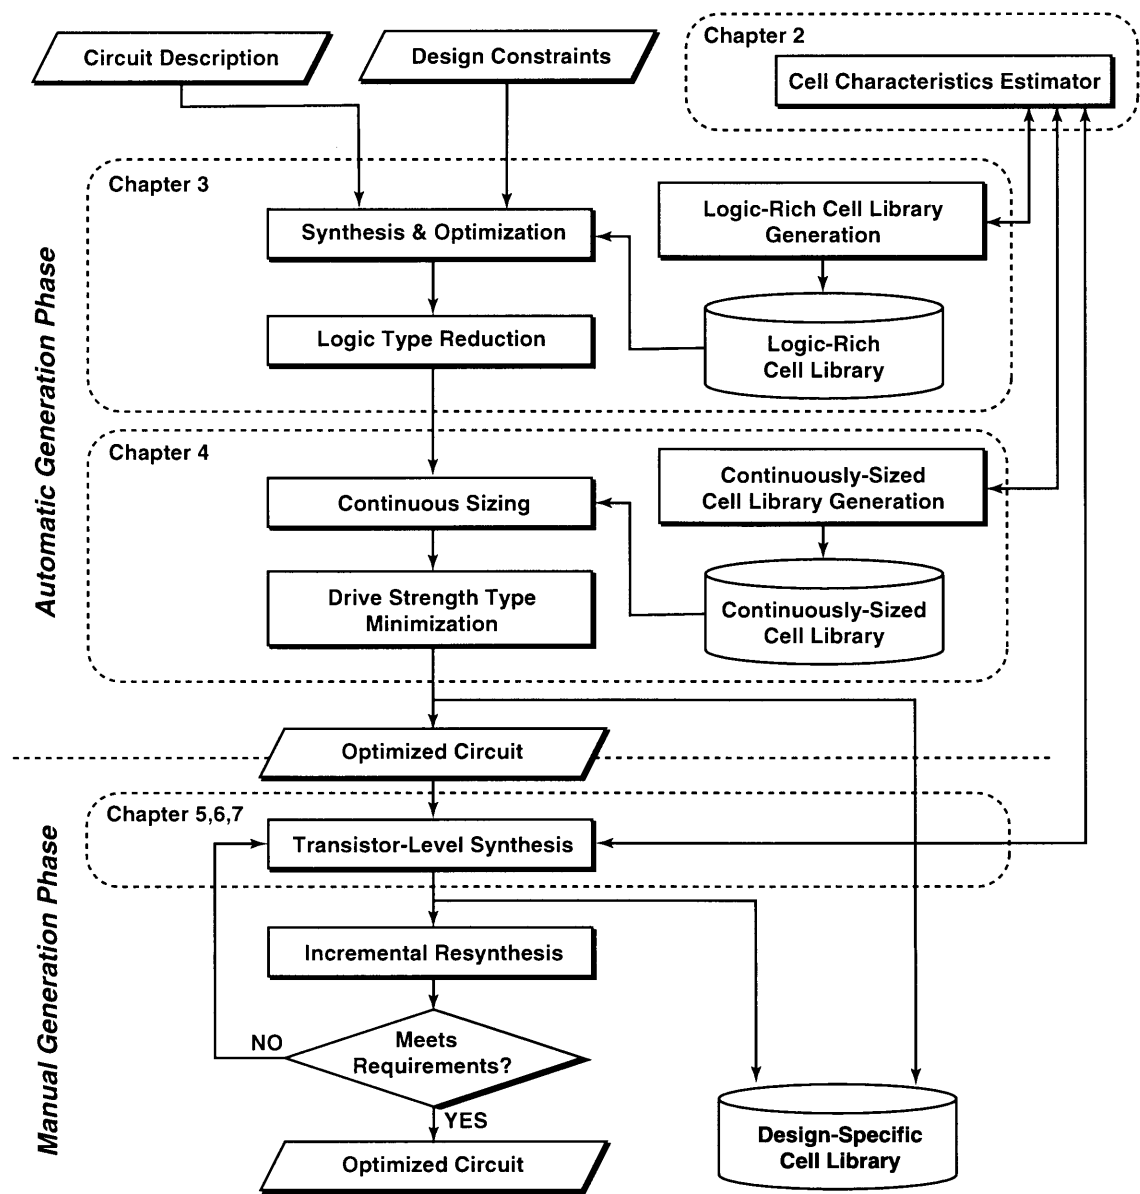 Circuit Description
Design Constraints
Chapter 2
Cell Characteristics Estimator
Automatic Generation Phase
Chapter 3
Synthesis & Optimization
Logic-Rich Cell Library
Generation
Logic Type Reduction
Logic-Rich
Cell Library
Chapter 4
Continuous Sizing
Continuously-Sized
Cell Library Generation
Drive Strength Type
Minimization
Continuously-Sized
Cell Library
Optimized Circuit
Manual Generation Phase
Chapter 5,6,7
Transistor-Level Synthesis
Incremental Resynthesis
Meets
Requirements?
NO
YES
Optimized Circuit
Design-Specific
Cell Library